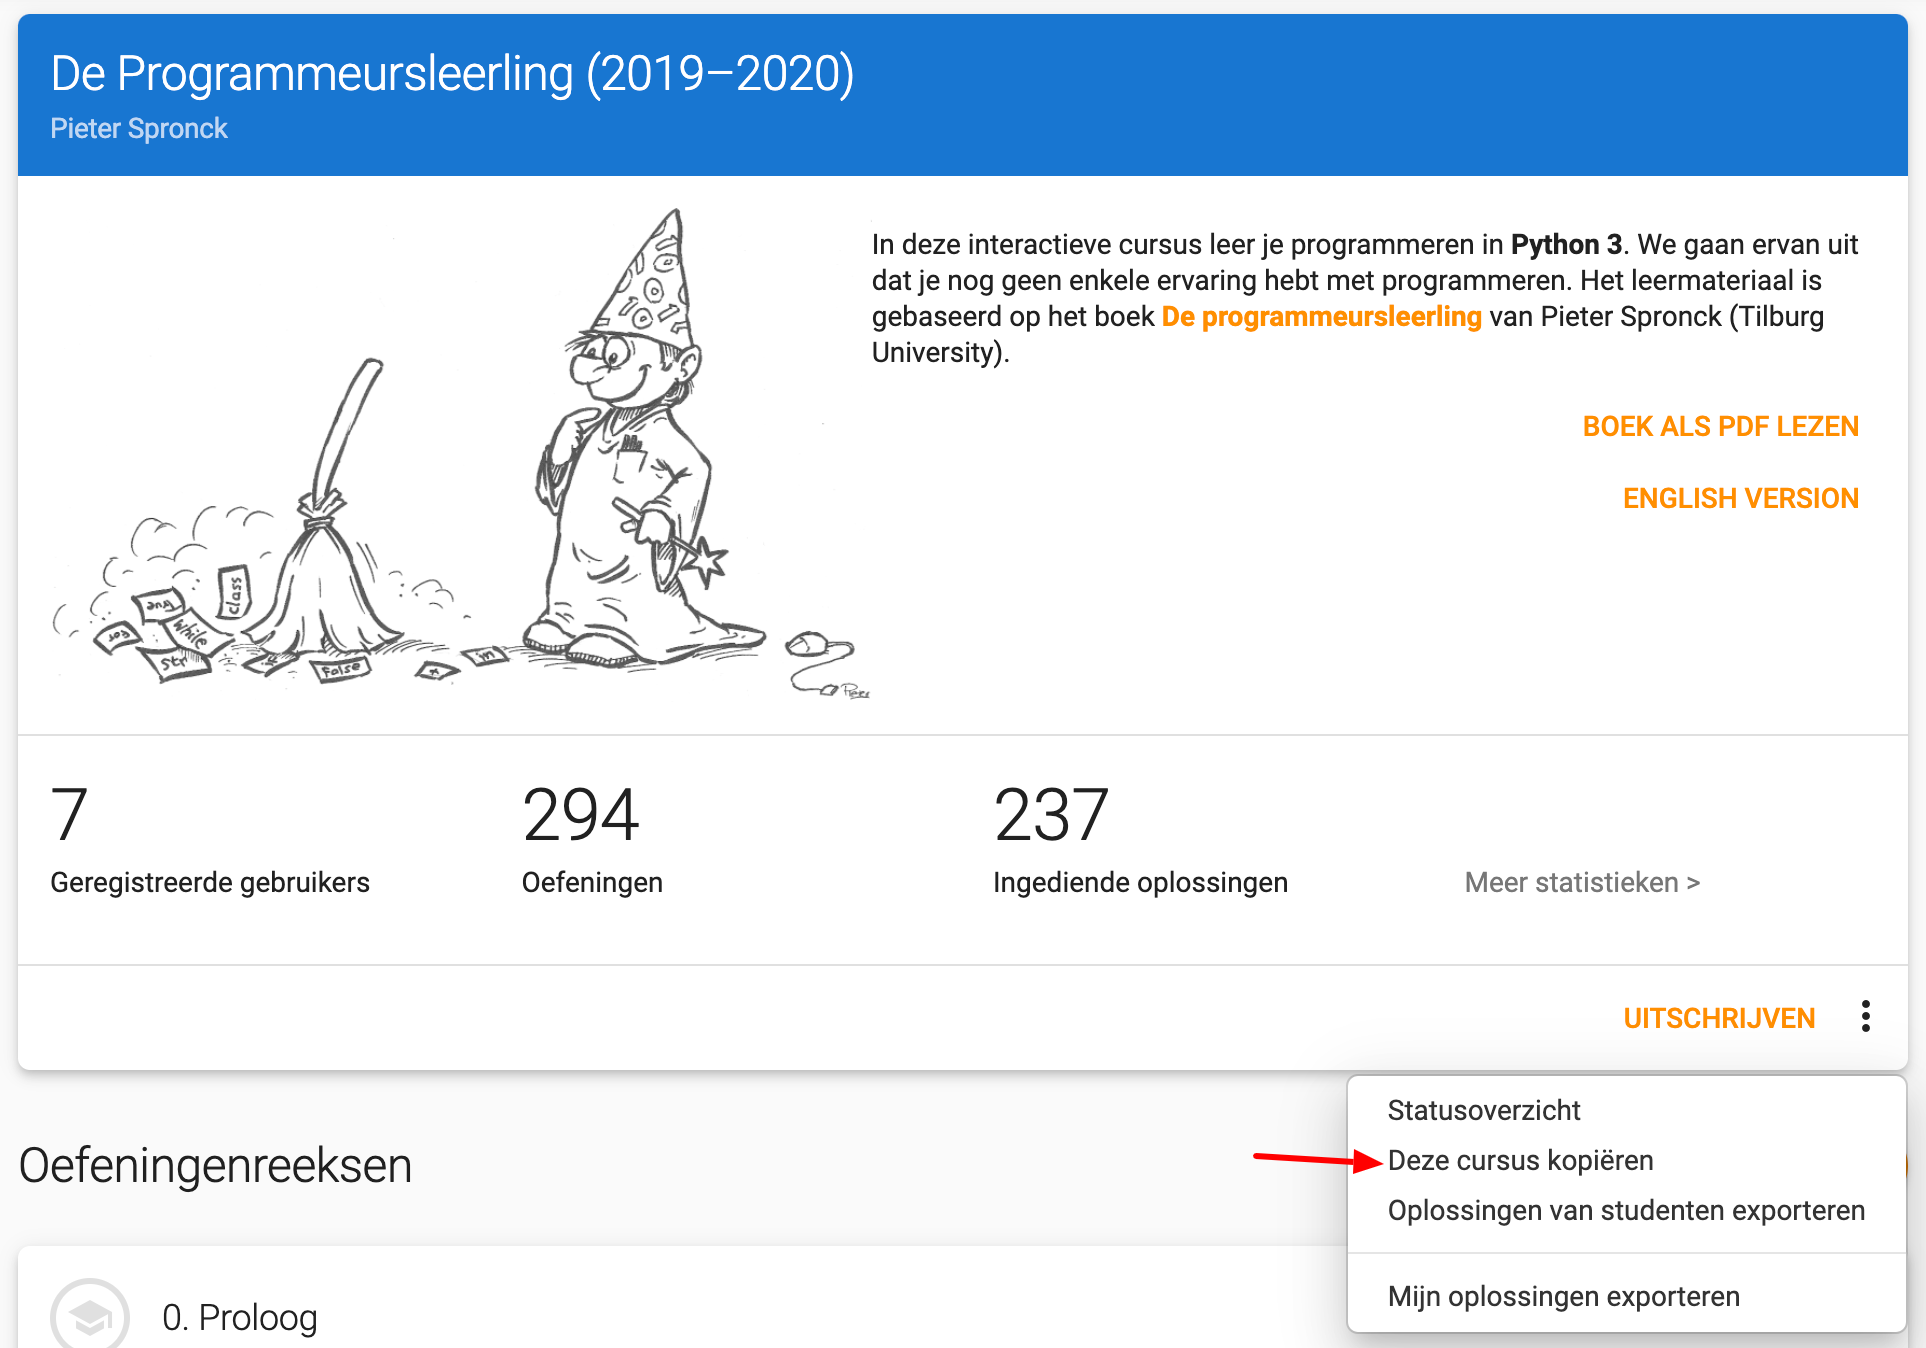 De Programmeursleerling (2019–2020)
Pieter Spronck
In deze interactieve cursus leer je programmeren in Python 3. We gaan ervan uit
dat je nog geen enkele ervaring hebt met programmeren. Het leermateriaal is
gebaseerd op het boek De programmeursleerling van Pieter Spronck (Tilburg
University).
BOEK ALS PDF LEZEN
ENGLISH VERSION
class
True
for
while
str
False
in
7
Geregistreerde gebruikers
294
Oefeningen
237
Ingediende oplossingen
Meer statistieken >
UITSCHRIJVEN
Statusoverzicht
Deze cursus kopiëren
Oplossingen van studenten exporteren
Mijn oplossingen exporteren
Oefeningenreeksen
0. Proloog